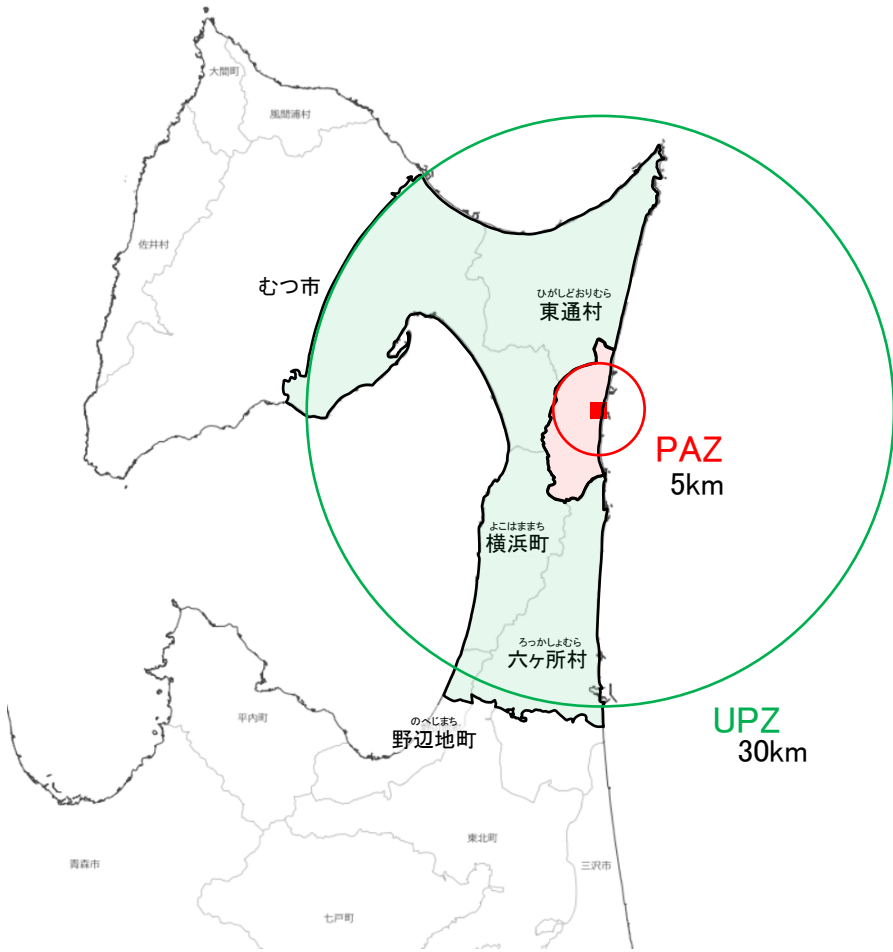 大間町
風間浦村
佐井村
むつ市
ひがしどおりむら
東通村
PAZ
5km
よこはままち
横浜町
ろっかしょむら
六ヶ所村
のへじまち
野辺地町
UPZ
30km
平内町
東北町
青森市
三沢市
七戸町